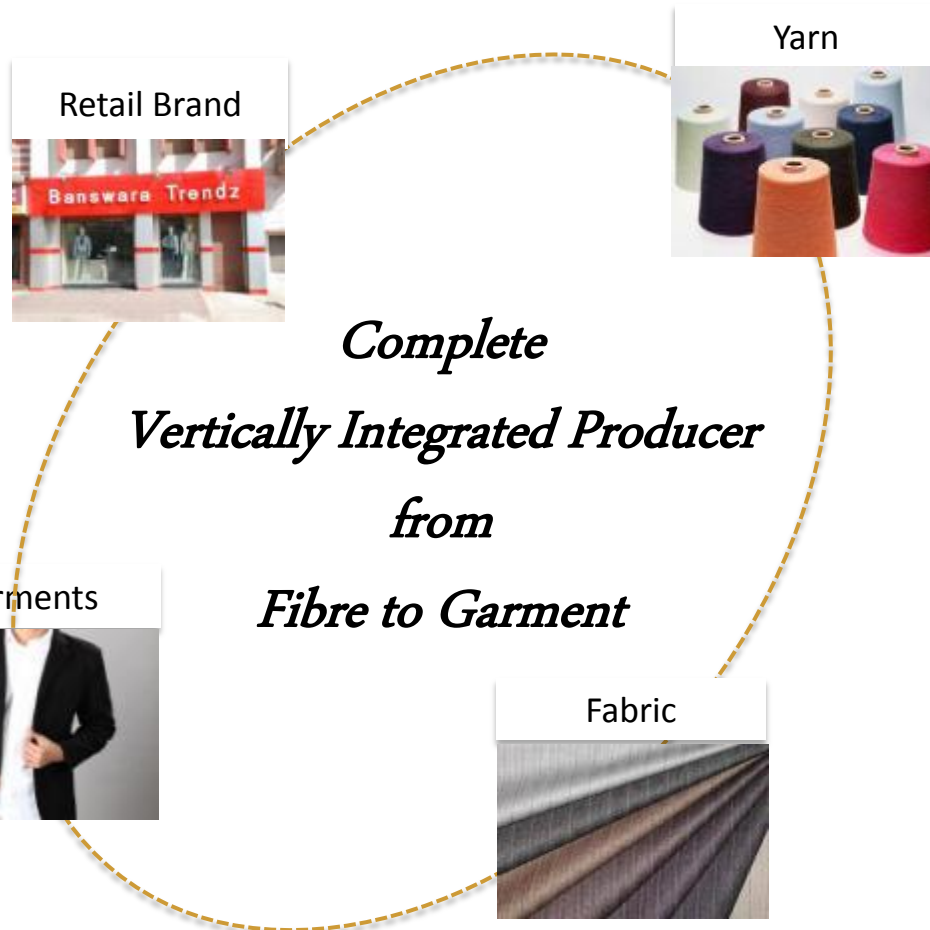 Yarn
Retail Brand
Banswara Trendz
Complete
Vertically Integrated Producer
from
Fibre to Garment
rments
Fabric